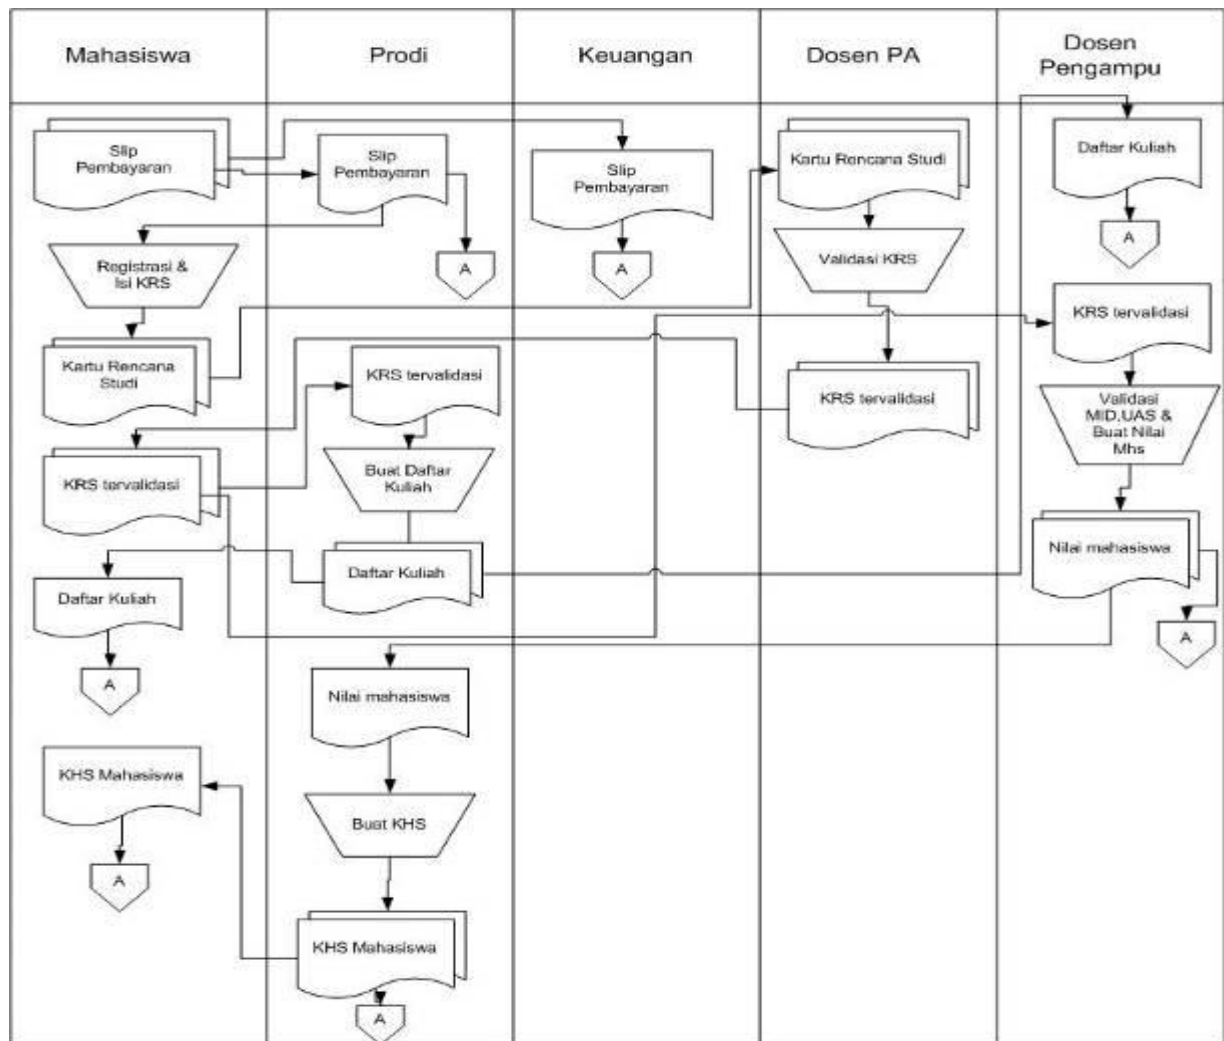 Mahasiswa
Prodi
Keuangan
Dosen PA
Dosen
Pengampu
Slip
Pembayaran
Slip
Pembayaran
Slip
Pembayaran
Kartu Rencana Studi
Daftar Kuliah
A
A
A
Registrasi &
Isi KRS
Validasi KRS
KRS tervalidasi
Kartu Rencana
Studi
KRS tervalidasi
KRS tervalidasi
Validasi
MID,UAS &
Buat Nilai
Mhs
KRS tervalidasi
Buat Daftar
Kuliah
Nilai mahasiswa
Daftar Kuliah
Daftar Kuliah
A
A
Nilai mahasiswa
KHS Mahasiswa
Buat KHS
A
KHS Mahasiswa
A